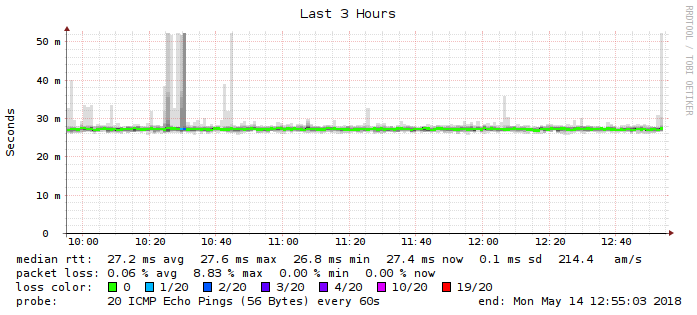 Last 3 Hours
RRDTOOL / TOBI OETIKER
Seconds
50 m
40 m
30 m
20 m
10 m
0
10:00 10:20 10:40 11:00 11:20 11:40 12:00 12:20 12:40
median rtt: 27.2 ms avg 27.6 ms max 26.8 ms min 27.4 ms now 0.1 ms sd 214.4 am/s
packet loss: 0.06 % avg 8.83 % max 0.00 % min 0.00 % now
loss color: 0 1/20 2/20 3/20 4/20 10/20 19/20
probe: 20 ICMP Echo Pings (56 Bytes) every 60s end: Mon May 14 12:55:03 2018